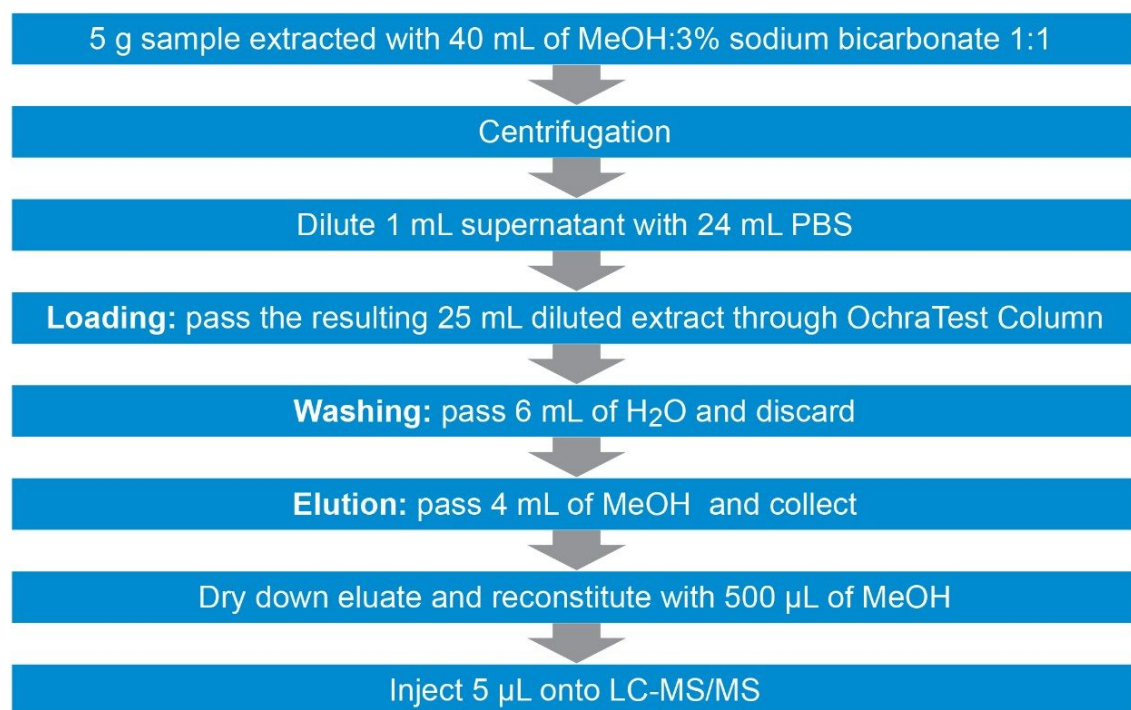 5 g sample extracted with 40 mL of MeOH:3% sodium bicarbonate 1:1
Centrifugation
Dilute 1 mL supernatant with 24 mL PBS
Loading: pass the resulting 25 mL diluted extract through OchraTest Column
Washing: pass 6 mL of H₂O and discard
Elution: pass 4 mL of MeOH and collect
Dry down eluate and reconstitute with 500 µL of MeOH
Inject 5 µL onto LC-MS/MS